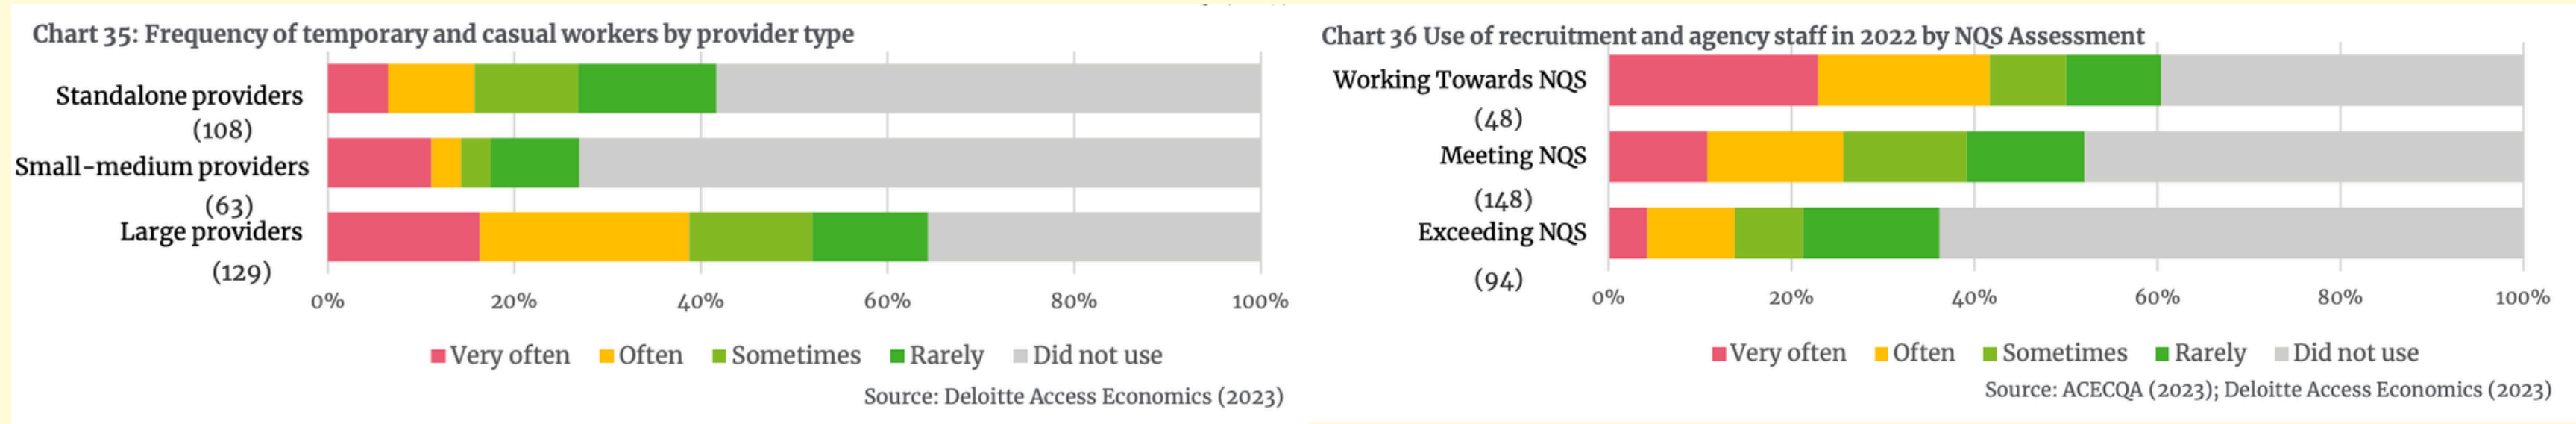 Chart 35: Frequency of temporary and casual workers by provider type
Standalone providers
(108)
Small-medium providers
(63)
Large providers
(129)
0% 20% 40% 60% 80% 100%
Very often Often Sometimes Rarely Did not use
Source: Deloitte Access Economics (2023)
Chart 36 Use of recruitment and agency staff in 2022 by NQS Assessment
Working Towards NQS
(48)
Meeting NQS
(148)
Exceeding NQS
(94)
0% 20% 40% 60% 80% 100%
Very often Often Sometimes Rarely Did not use
Source: ACECQA (2023); Deloitte Access Economics (2023)